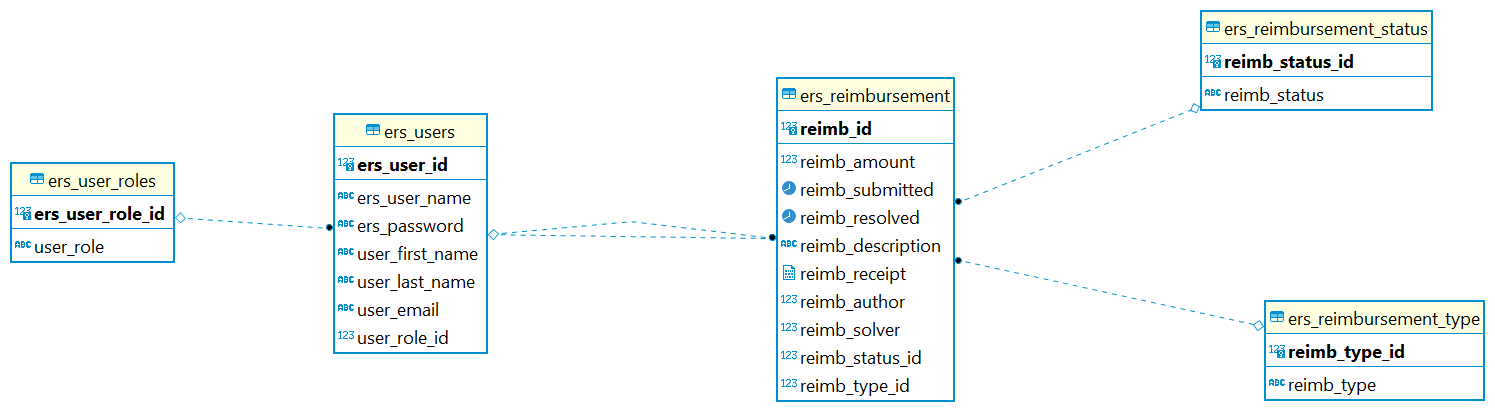 ers_user_roles
123 ers_user_role_id
ABC user_role
ers_users
123 ers_user_id
ABC ers_user_name
ABC ers_password
ABC user_first_name
ABC user_last_name
ABC user_email
123 user_role_id
ers_reimbursement
123 reimb_id
123 reimb_amount
reimb_submitted
reimb_resolved
ABC reimb_description
reimb_receipt
123 reimb_author
123 reimb_solver
123 reimb_status_id
123 reimb_type_id
ers_reimbursement_status
123 reimb_status_id
ABC reimb_status
ers_reimbursement_type
123 reimb_type_id
ABC reimb_type